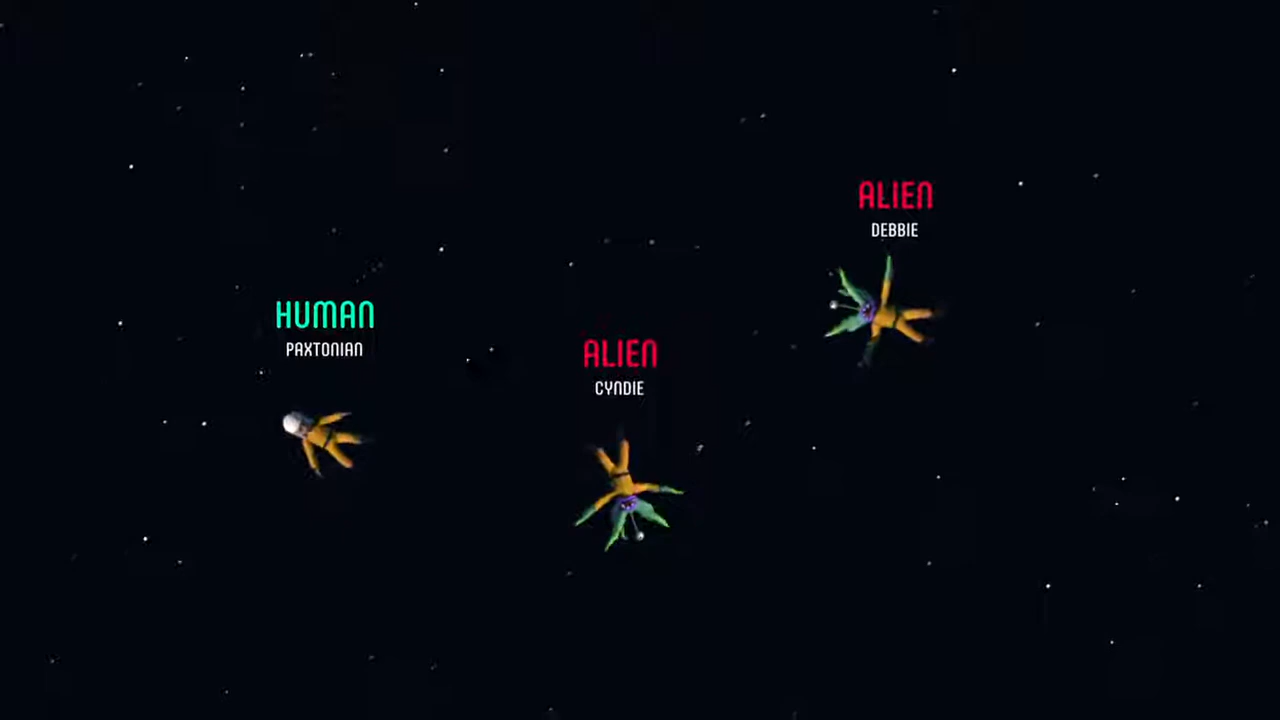 ALIEN
DEBBIE
HUMAN
PAXTONIAN
ALIEN
CYNDIE